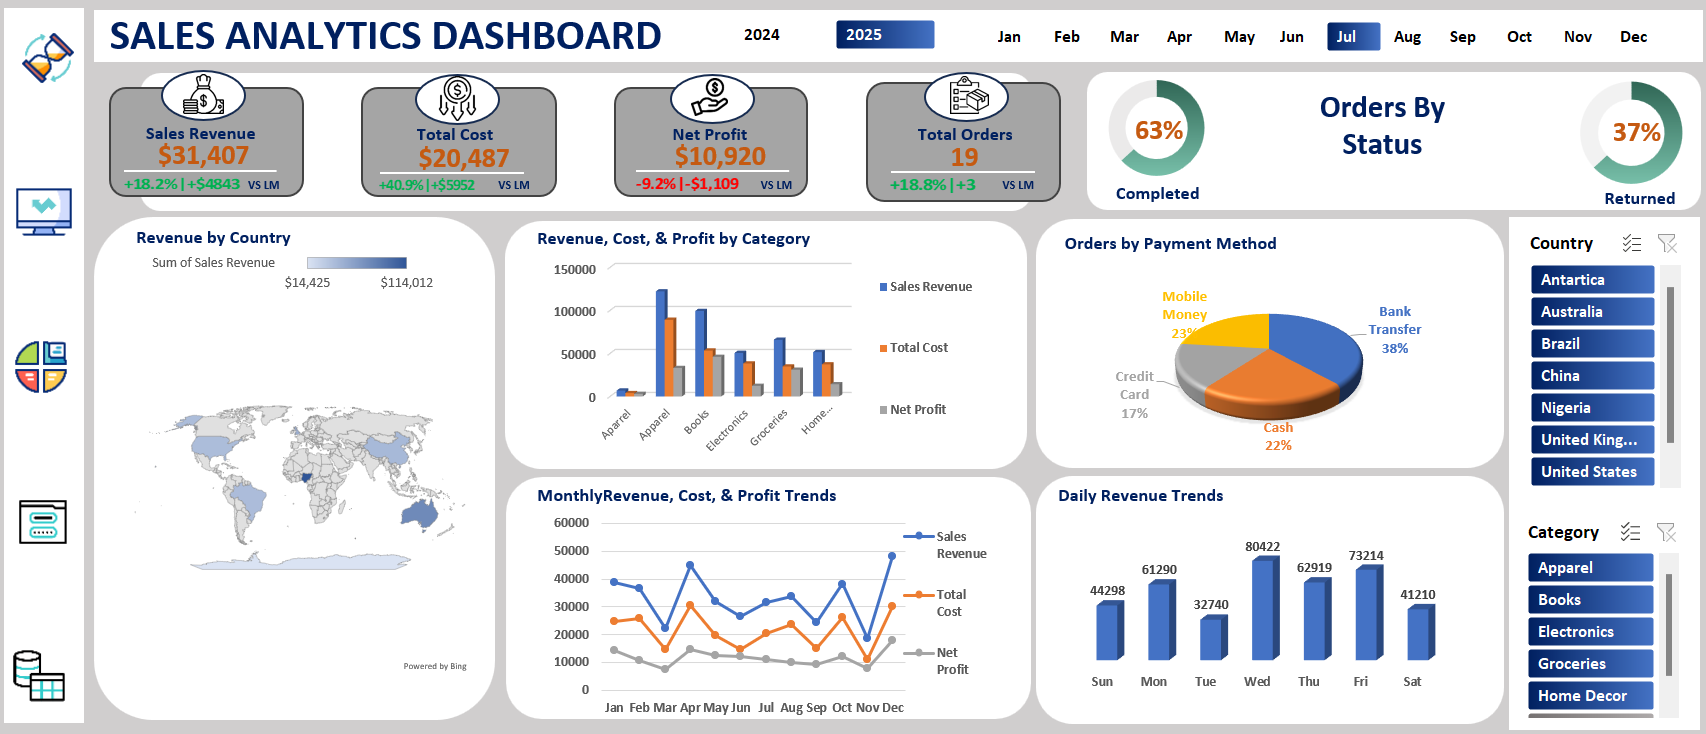 SALES ANALYTICS DASHBOARD
2024
2025
Jan Feb Mar Apr May Jun Jul Aug Sep Oct Nov Dec
Sales Revenue
$31,407
+18.2%|+$4843 VS LM
Total Cost
$20,487
+40.9%|+$5952 VS LM
Net Profit
$10,920
-9.2%|-$1,109 VS LM
Total Orders
19
+18.8%|+3 VS LM
63%
Completed
Orders By
Status
37%
Returned
Revenue by Country
Sum of Sales Revenue
$14,425 $114,012
Powered by Bing
Revenue, Cost, & Profit by Category
150000
100000
50000
0
Aparel
Apparel
Books
Electronics
Groceries
Home...
Sales Revenue
Total Cost
Net Profit
Orders by Payment Method
Mobile
Money
23%
Bank
Transfer
38%
Credit
Card
17%
Cash
22%
Country
Antartica
Australia
Brazil
China
Nigeria
United King...
United States
MonthlyRevenue, Cost, & Profit Trends
60000
50000
40000
30000
20000
10000
0
Jan Feb Mar Apr May Jun Jul Aug Sep Oct Nov Dec
Sales
Revenue
Total
Cost
Net
Profit
Daily Revenue Trends
44298
61290
32740
80422
62919
73214
41210
Sun Mon Tue Wed Thu Fri Sat
Category
Apparel
Books
Electronics
Groceries
Home Decor